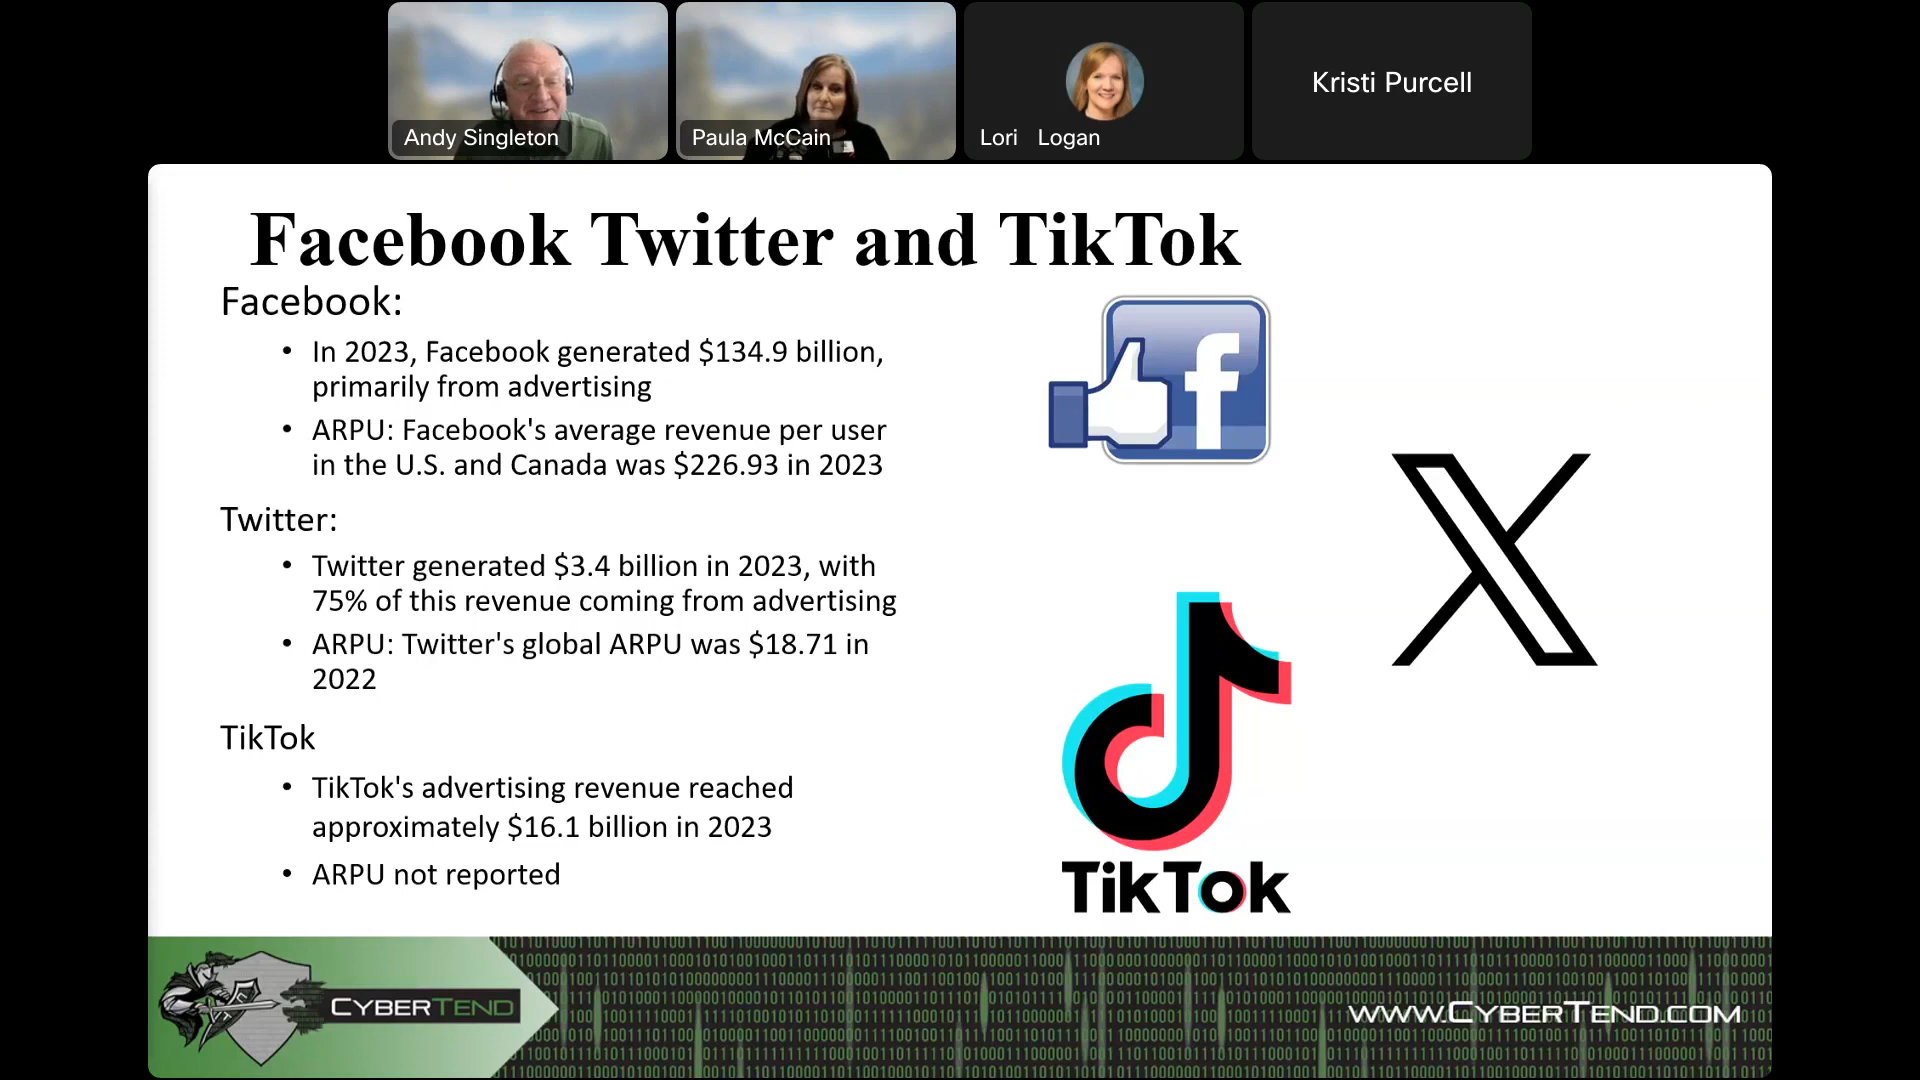 Andy Singleton
Paula McCain
Lori Logan
Kristi Purcell
Facebook Twitter and TikTok
Facebook:
• In 2023, Facebook generated $134.9 billion,
primarily from advertising
• ARPU: Facebook's average revenue per user
in the U.S. and Canada was $226.93 in 2023
Twitter:
• Twitter generated $3.4 billion in 2023, with
75% of this revenue coming from advertising
• ARPU: Twitter's global ARPU was $18.71 in
2022
TikTok
• TikTok's advertising revenue reached
approximately $16.1 billion in 2023
• ARPU not reported
f
X
TikTok
CYBERTEND
WWW.CYBERTEND.COM